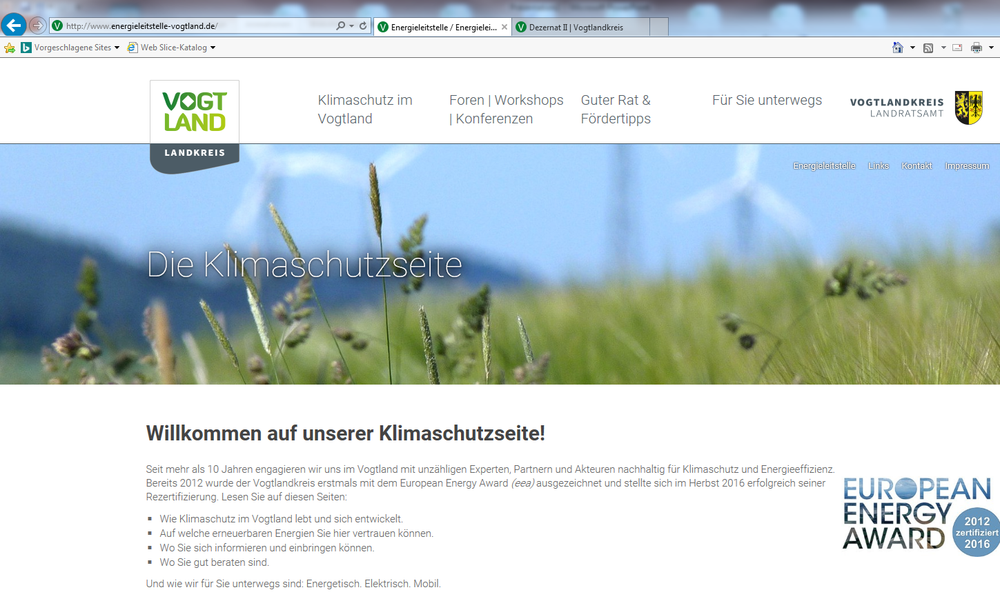 http://www.energieleitstelle-vogtland.de/
Energieleitstelle / Energielei...
Dezernat II | Vogtlandkreis
Vorgeschlagene Sites
Web Slice-Katalog
VOGT
LAND
LANDKREIS
Klimaschutz im
Vogtland
Foren | Workshops
| Konferenzen
Guter Rat &
Fördertipps
Für Sie unterwegs
VOGTLANDKREIS
LANDRATSAMT
Energieleitstelle Links Kontakt Impressum
Die Klimaschutzseite
Willkommen auf unserer Klimaschutzseite!
Seit mehr als 10 Jahren engagieren wir uns im Vogtland mit unzähligen Experten, Partnern und Akteuren nachhaltig für Klimaschutz und Energieeffizienz.
Bereits 2012 wurde der Vogtlandkreis erstmals mit dem European Energy Award (eea) ausgezeichnet und stellte sich im Herbst 2016 erfolgreich seiner
Rezertifizierung. Lesen Sie auf diesen Seiten:
Wie Klimaschutz im Vogtland lebt und sich entwickelt.
Auf welche erneuerbaren Energien Sie hier vertrauen können.
Wo Sie sich informieren und einbringen können.
Wo Sie gut beraten sind.
Und wie wir für Sie unterwegs sind: Energetisch. Elektrisch. Mobil.
EUROPEAN
ENERGY
AWARD
2012
zertifiziert
2016